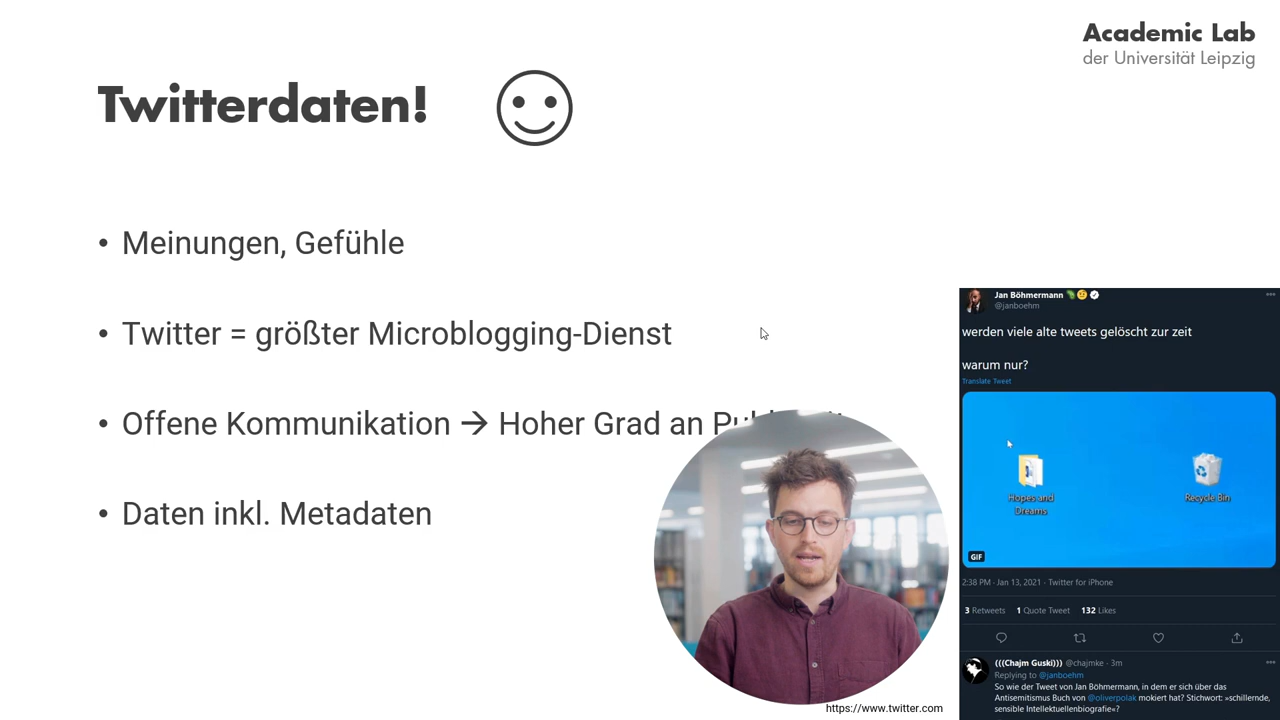 Academic Lab
der Universität Leipzig
Twitterdaten!
• Meinungen, Gefühle
• Twitter = größter Microblogging-Dienst
• Offene Kommunikation → Hoher Grad an
• Daten inkl. Metadaten
Jan Böhmermann
@janboehm
werden viele alte tweets gelöscht zur zeit
warum nur?
Translate Tweet
Hopes and
Dreams
Recycle Bin
GIF
2:38 PM · Jan 13, 2021 · Twitter for iPhone
3 Retweets 1 Quote Tweet 132 Likes
(((Chajm Guski))) @chajmke · 3m
Replying to @janboehm
So wie der Tweet von Jan Böhmermann, in dem er sich über das
Antisemitismus Buch von @oliverpolak mokiert hat? Stichwort: »schillernde,
sensible Intellektuellenbiografie«?
https://www.twitter.com